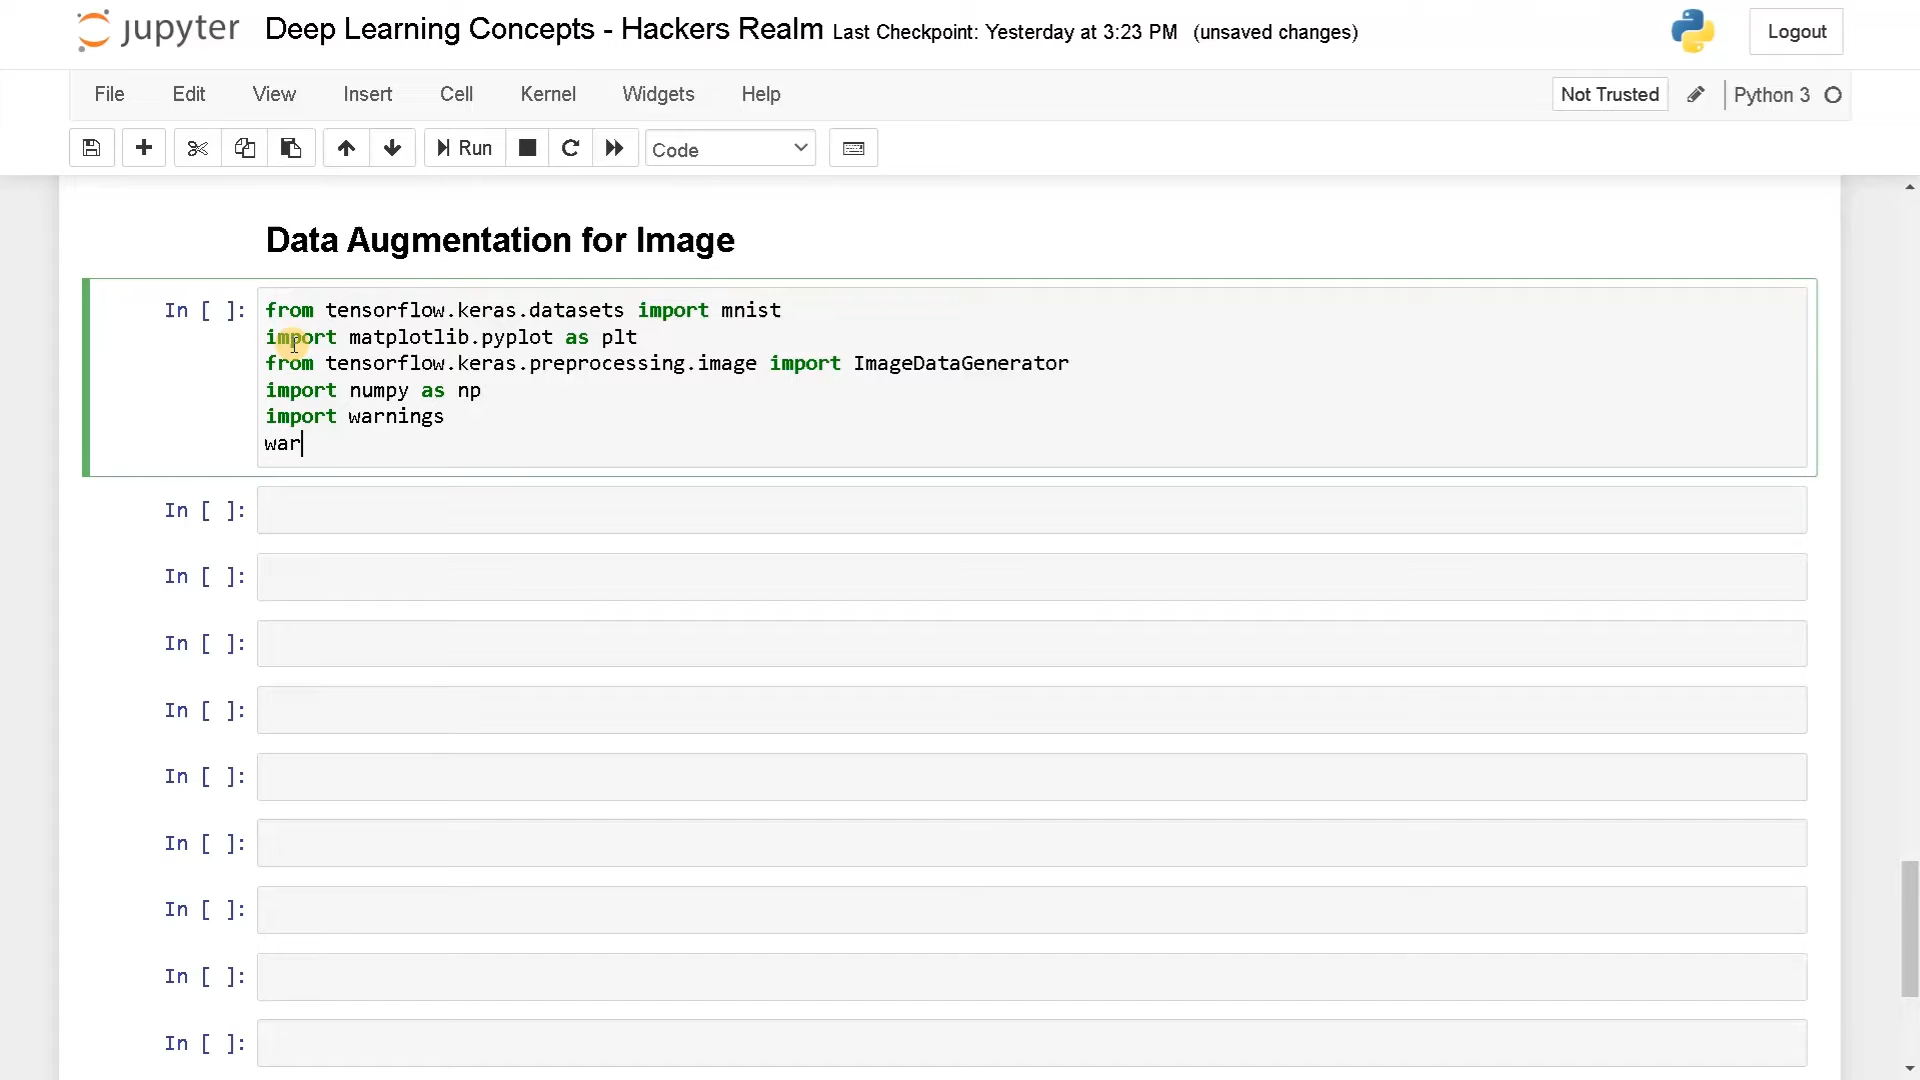 jupyter Deep Learning Concepts - Hackers Realm Last Checkpoint: Yesterday at 3:23 PM (unsaved changes) Logout
File Edit View Insert Cell Kernel Widgets Help Not Trusted Python 3
Run Code
Data Augmentation for Image
In [ ]: from tensorflow.keras.datasets import mnist
import matplotlib.pyplot as plt
from tensorflow.keras.preprocessing.image import ImageDataGenerator
import numpy as np
import warnings
war
In [ ]:
In [ ]:
In [ ]:
In [ ]:
In [ ]:
In [ ]:
In [ ]:
In [ ]:
In [ ]: